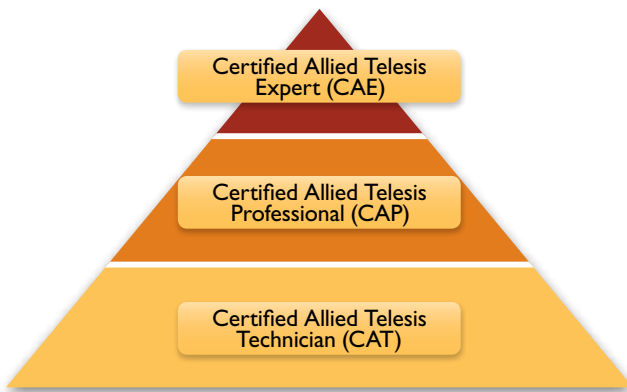 Certified Allied Telesis
Expert (CAE)
Certified Allied Telesis
Professional (CAP)
Certified Allied Telesis
Technician (CAT)